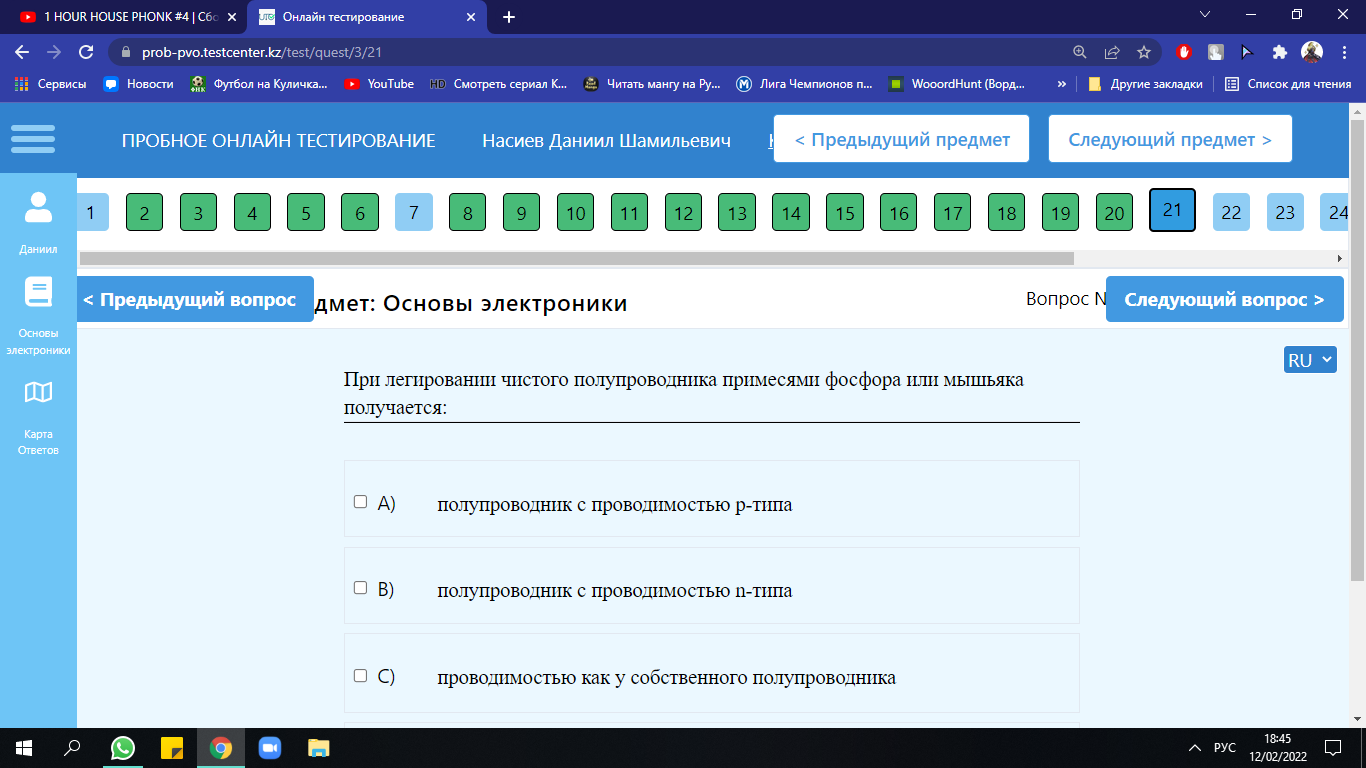 1 HOUR HOUSE PHONK #4 | Сбо
Онлайн тестирование
prob-pvo.testcenter.kz/test/quest/3/21
Сервисы Новости Футбол на Куличка... YouTube HD Смотреть сериал К... Читать мангу на Ру... Лига Чемпионов п... WooordHunt (Ворд... » Другие закладки Список для чтения
ПРОБНОЕ ОНЛАЙН ТЕСТИРОВАНИЕ Насиев Даниил Шамильевич < Предыдущий предмет Следующий предмет >
1 2 3 4 5 6 7 8 9 10 11 12 13 14 15 16 17 18 19 20 21 22 23 24
Даниил
Основы
электроники
Карта
Ответов
< Предыдущий вопрос дмет: Основы электроники Вопрос N Следующий вопрос >
RU
При легировании чистого полупроводника примесями фосфора или мышьяка
получается:
A) полупроводник с проводимостью p-типа
B) полупроводник с проводимостью n-типа
C) проводимостью как у собственного полупроводника
РУС
18:45
12/02/2022